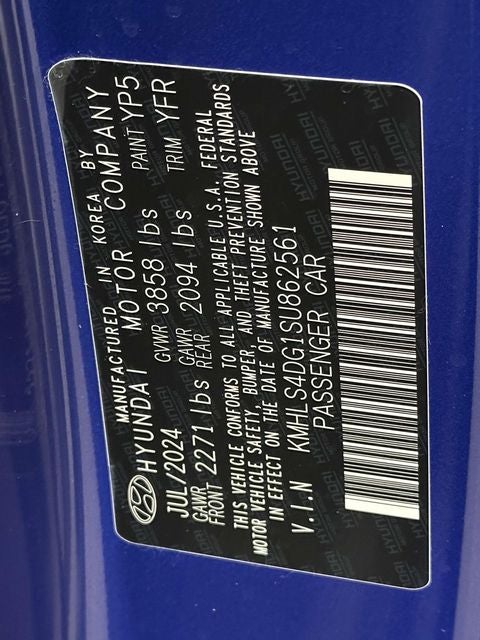 MANUFACTURED IN KOREA BY
HYUNDAI MOTOR COMPANY
JUL/2024 GVWR 3858 lbs PAINT YP5
GAWR FRONT 2271 lbs GAWR REAR 2094 lbs TRIM YFR
THIS VEHICLE CONFORMS TO ALL APPLICABLE U.S.A. FEDERAL
MOTOR VEHICLE SAFETY, BUMPER, AND THEFT PREVENTION STANDARDS
IN EFFECT ON THE DATE OF MANUFACTURE SHOWN ABOVE
V.I.N KMHLS4DG1SU862561
PASSENGER CAR